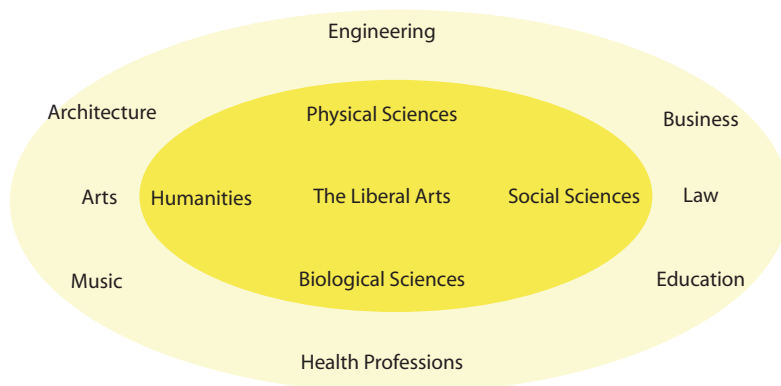 Engineering
Architecture
Physical Sciences
Business
Arts
Humanities
The Liberal Arts
Social Sciences
Law
Music
Biological Sciences
Education
Health Professions